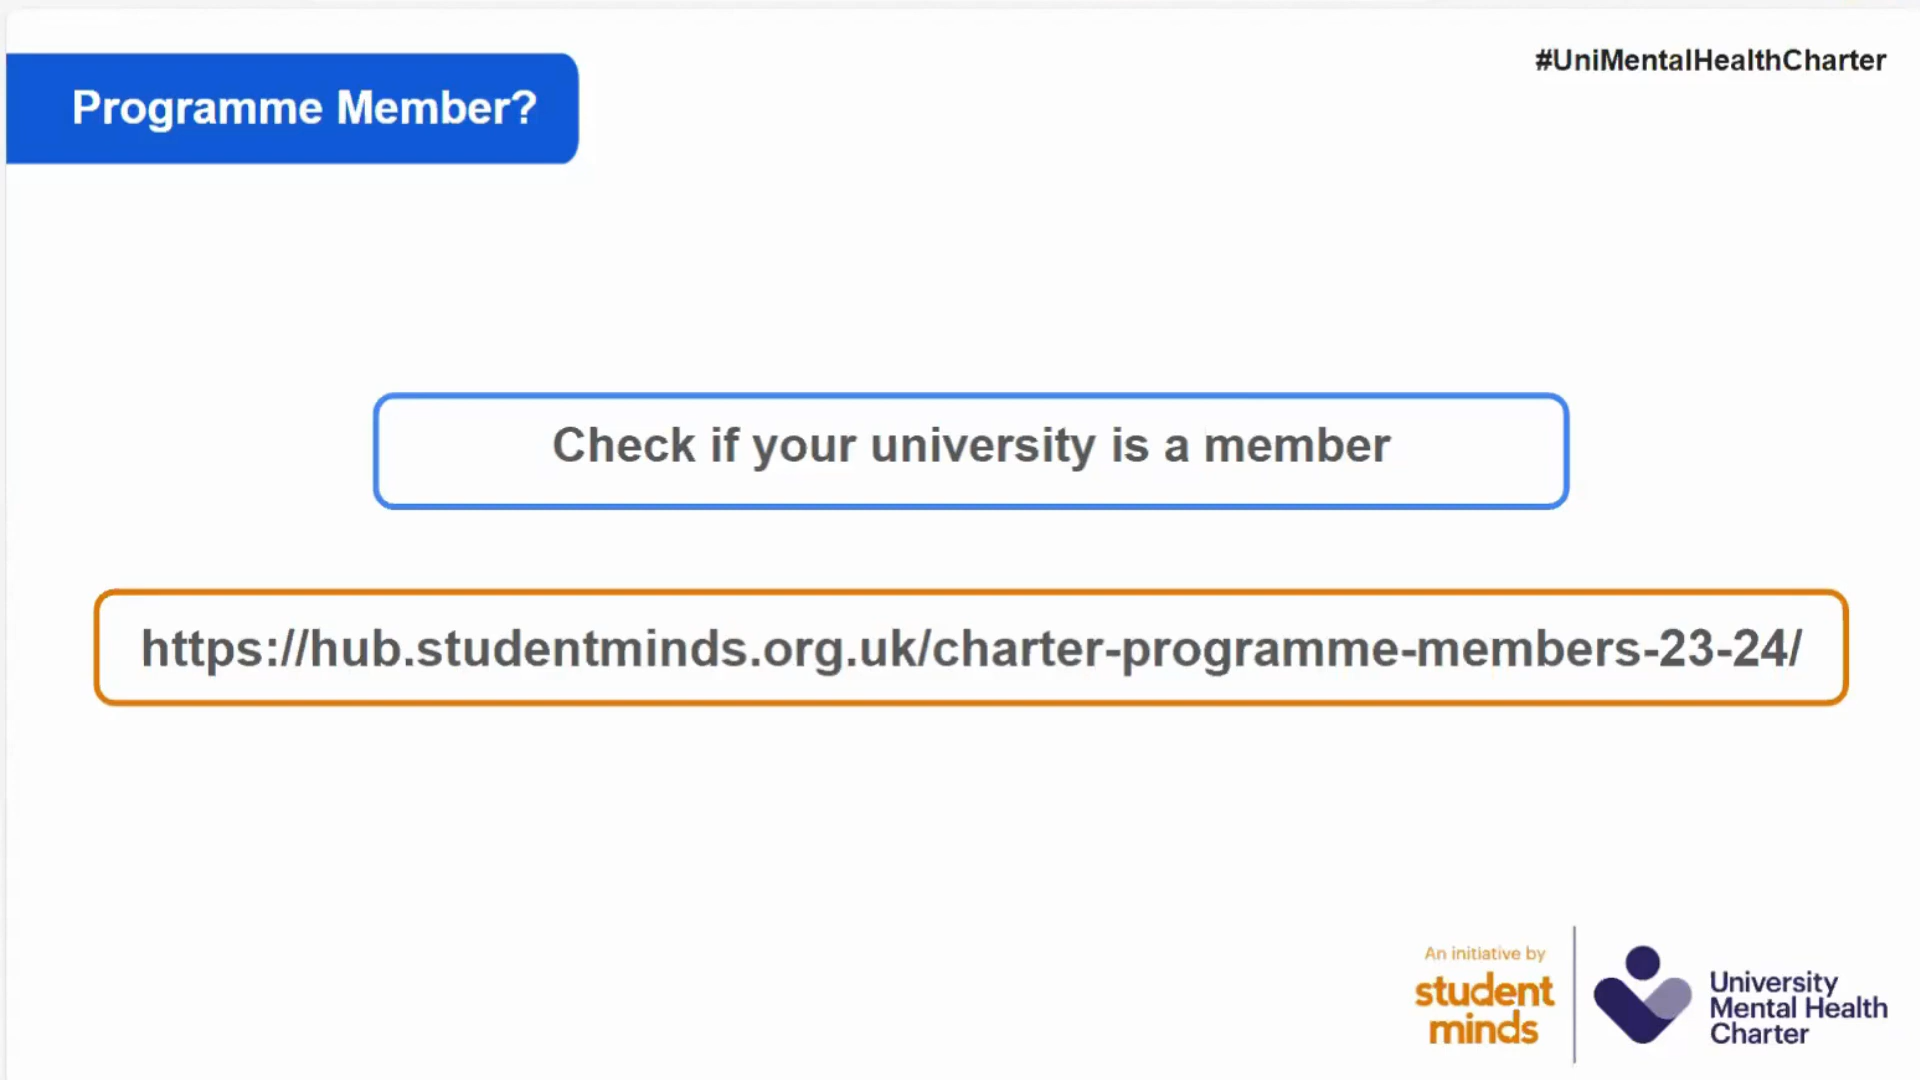 #UniMentalHealthCharter
Programme Member?
Check if your university is a member
https://hub.studentminds.org.uk/charter-programme-members-23-24/
An initiative by
student
minds
University
Mental Health
Charter